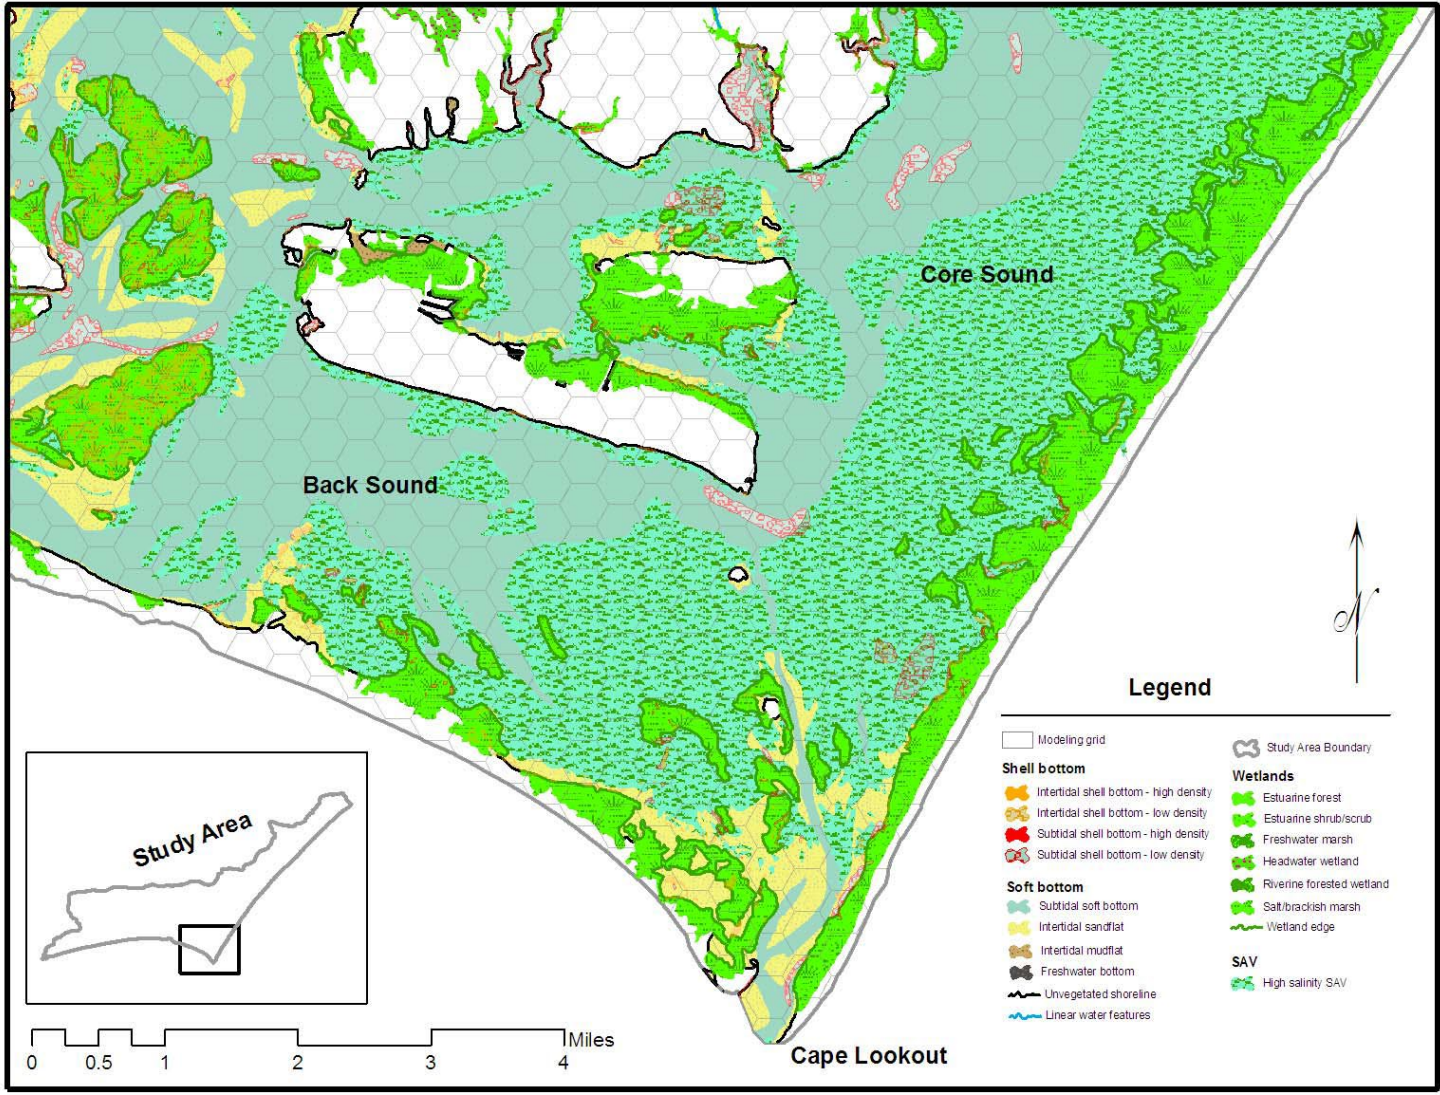 Core Sound
Back Sound
N
Cape Lookout
Study Area
Miles
0 0.5 1 2 3 4
Legend
Modeling grid
Shell bottom
Intertidal shell bottom - high density
Intertidal shell bottom - low density
Subtidal shell bottom - high density
Subtidal shell bottom - low density
Soft bottom
Subtidal soft bottom
Intertidal sandflat
Intertidal mudflat
Freshwater bottom
Unvegetated shoreline
Linear water features
Study Area Boundary
Wetlands
Estuarine forest
Estuarine shrub/scrub
Freshwater marsh
Headwater wetland
Riverine forested wetland
Salt/brackish marsh
Wetland edge
SAV
High salinity SAV